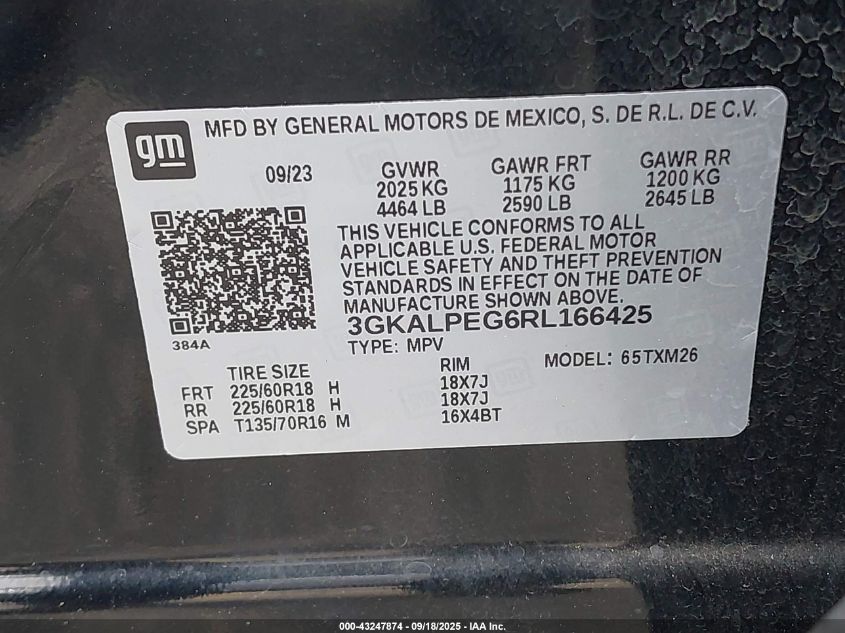 gm
MFD BY GENERAL MOTORS DE MEXICO, S. DE R.L. DE C.V.
09/23
GVWR
2025 KG
4464 LB
GAWR FRT
1175 KG
2590 LB
GAWR RR
1200 KG
2645 LB
THIS VEHICLE CONFORMS TO ALL
APPLICABLE U.S. FEDERAL MOTOR
VEHICLE SAFETY AND THEFT PREVENTION
STANDARDS IN EFFECT ON THE DATE OF
MANUFACTURE SHOWN ABOVE.
3GKALPEG6RL166425
384A
TYPE: MPV
MODEL: 65TXM26
TIRE SIZE RIM
FRT 225/60R18 H 18X7J
RR 225/60R18 H 18X7J
SPA T135/70R16 M 16X4BT
000-43247874 - 09/18/2025 - IAA Inc.